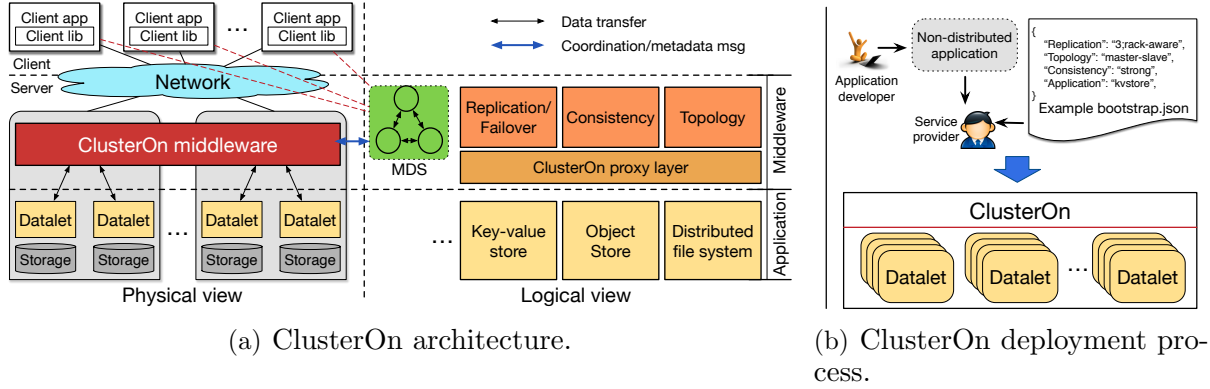 Client app
Client lib
Client app
Client lib
...
Client app
Client lib
Data transfer
Coordination/metadata msg
Client
Server
Network
ClusterOn middleware
MDS
Replication/
Failover
Consistency
Topology
ClusterOn proxy layer
Middleware
Datalet
Datalet
...
Datalet
Datalet
Storage
Storage
Storage
Storage
...
Key-value
store
Object
Store
Distributed
file system
Application
Physical view
Logical view
(a) ClusterOn architecture.
Application
developer
Non-distributed
application
{
“Replication”: “3;rack-aware”,
“Topology”: “master-slave”,
“Consistency”: “strong”,
“Application”: “kvstore”,
}
Example bootstrap.json
Service
provider
ClusterOn
Datalet
Datalet
...
Datalet
(b) ClusterOn deployment pro-
cess.